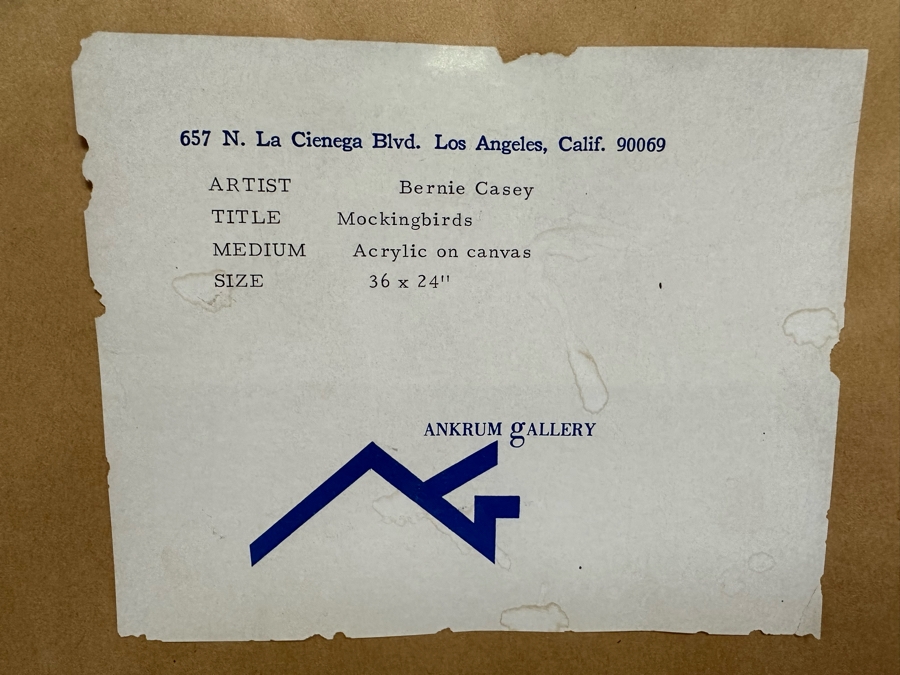 657 N. La Cienega Blvd. Los Angeles, Calif. 90069
ARTIST Bernie Casey
TITLE Mockingbirds
MEDIUM Acrylic on canvas
SIZE 36 x 24"
ANKRUM gALLERY